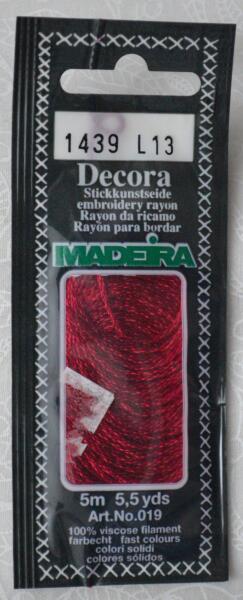 1439 L13
Decora
Stickkunstseide
embroidery rayon
Rayon da ricamo
Rayón para bordar
MADEIRA
5m 5,5 yds
Art.No.019
100% viscose filament
farbecht fast colours
colori solidi
colores sólidos